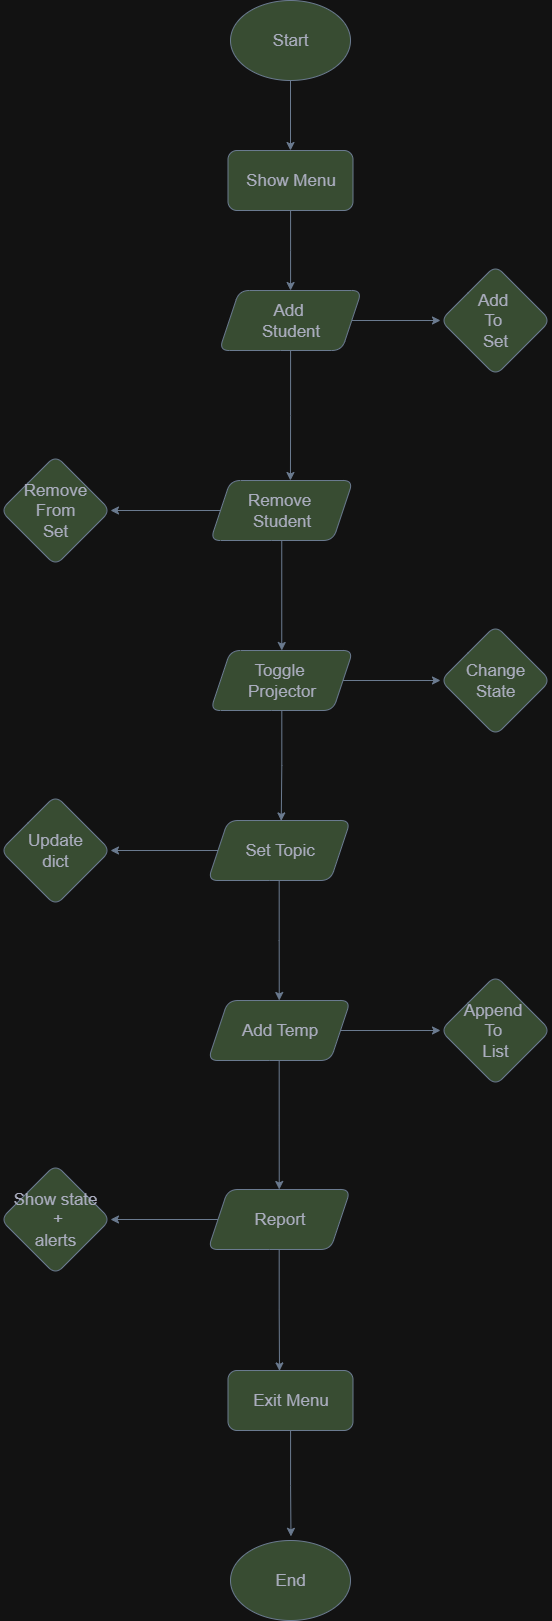 Start
Show Menu
Add
Student
Add
To
Set
Remove
Student
Remove
From
Set
Toggle
Projector
Change
State
Set Topic
Update
dict
Add Temp
Append
To
List
Report
Show state
+
alerts
Exit Menu
End